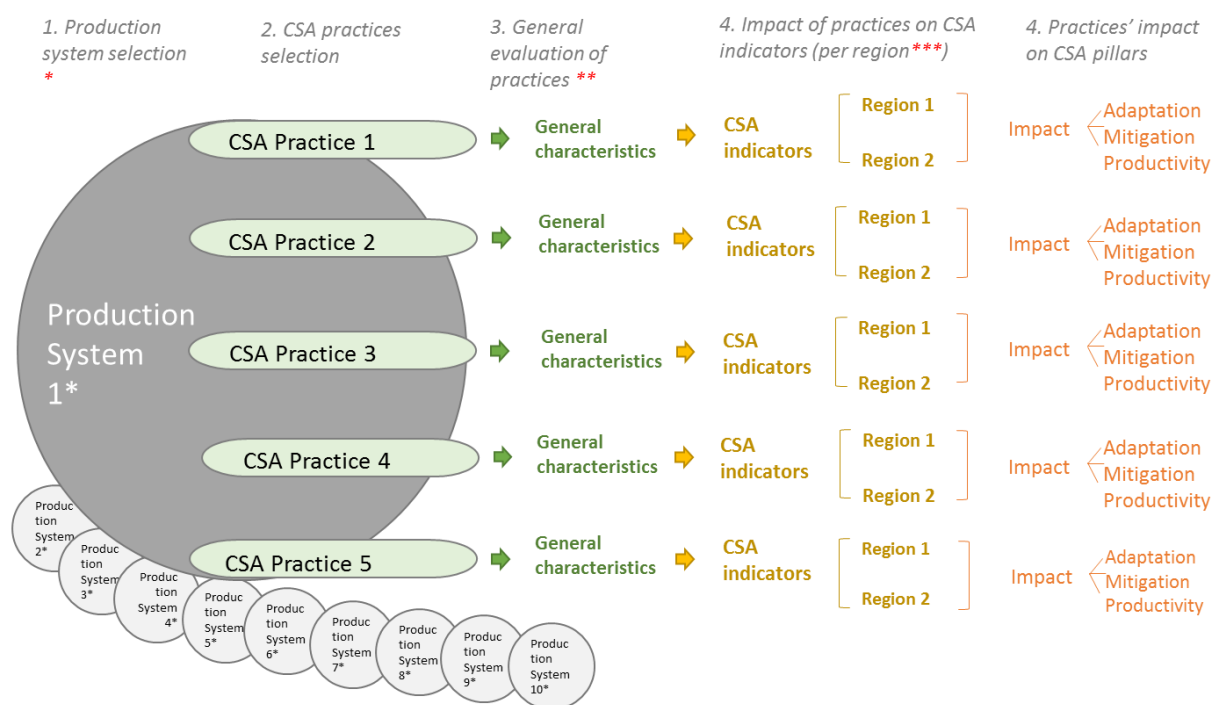 1. Production
system selection
*
2. CSA practices
selection
3. General
evaluation of
practices **
4. Impact of practices on CSA
indicators (per region***)
4. Practices' impact
on CSA pillars
Production
System
1*
CSA Practice 1
General
characteristics
CSA
indicators
Region 1
Region 2
Impact
Adaptation
Mitigation
Productivity
CSA Practice 2
General
characteristics
CSA
indicators
Region 1
Region 2
Impact
Adaptation
Mitigation
Productivity
CSA Practice 3
General
characteristics
CSA
indicators
Region 1
Region 2
Impact
Adaptation
Mitigation
Productivity
CSA Practice 4
General
characteristics
CSA
indicators
Region 1
Region 2
Impact
Adaptation
Mitigation
Productivity
CSA Practice 5
General
characteristics
CSA
indicators
Region 1
Region 2
Impact
Adaptation
Mitigation
Productivity
Produc
tion
System
2*
Produc
tion
System
3*
Produc
tion
System
4*
Produc
tion
System
5*
Produc
tion
System
6*
Produc
tion
System
7*
Produc
tion
System
8*
Produc
tion
System
9*
Produc
tion
System
10*